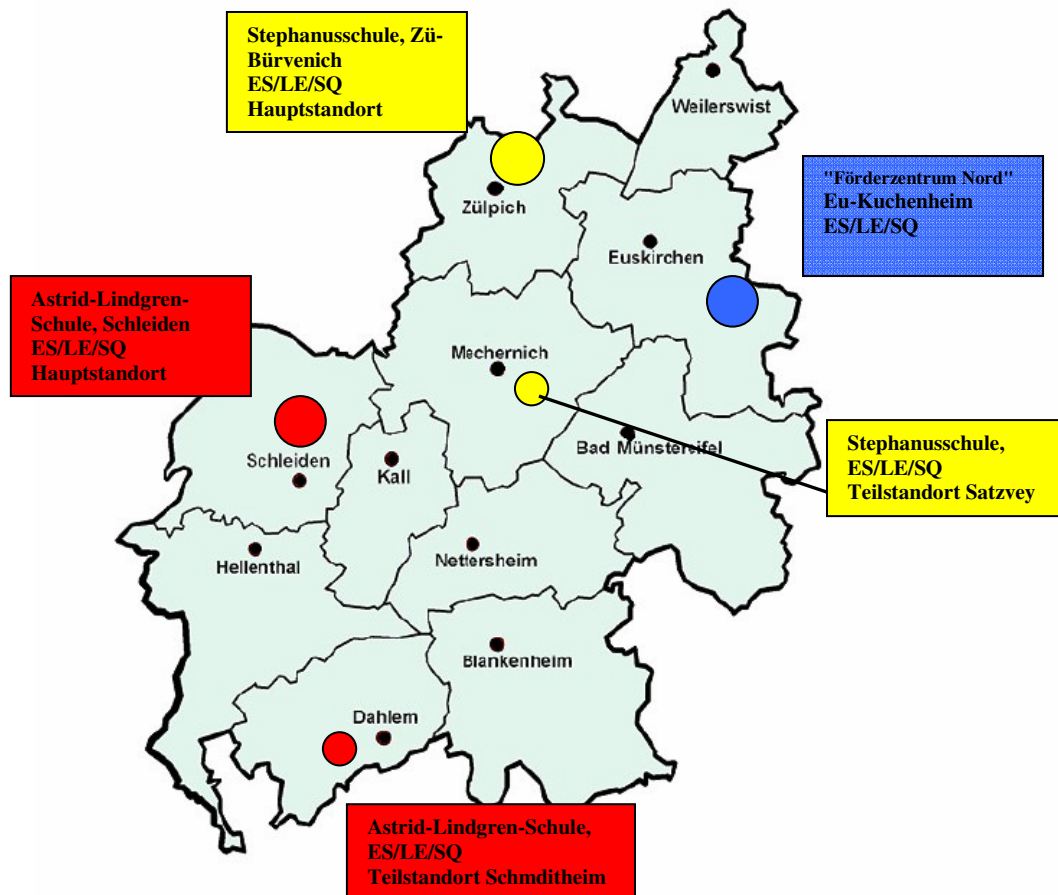 Stephanusschule, Zü-
Bürvenich
ES/LE/SQ
Hauptstandort
Weilerswist
"Förderzentrum Nord"
Eu-Kuchenheim
ES/LE/SQ
Zülpich
Euskirchen
Astrid-Lindgren-
Schule, Schleiden
ES/LE/SQ
Hauptstandort
Mechernich
Stephanusschule,
ES/LE/SQ
Teilstandort Satzvey
Bad Münstereifel
Schleiden
Kall
Hellenthal
Nettersheim
Blankenheim
Dahlem
Astrid-Lindgren-Schule,
ES/LE/SQ
Teilstandort Schmditheim